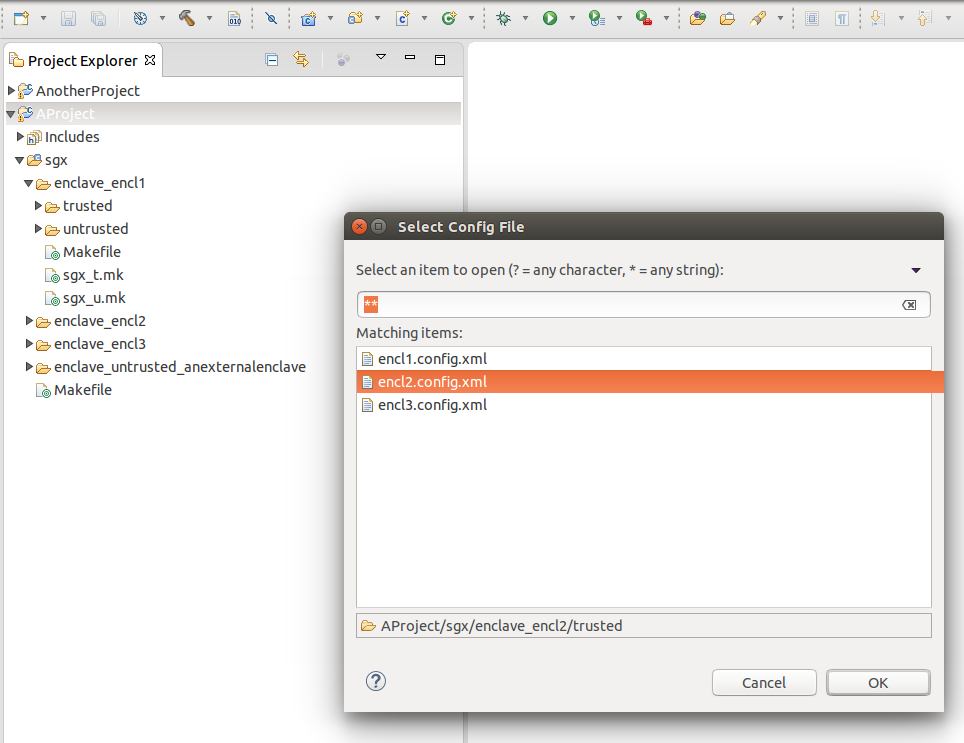 010
Project Explorer
AnotherProject
AProject
Includes
sgx
enclave_encl1
trusted
untrusted
Makefile
sgx_t.mk
sgx_u.mk
enclave_encl2
enclave_encl3
enclave_untrusted_anexternalenclave
Makefile
Select Config File
Select an item to open (? = any character, * = any string):
**
Matching items:
encl1.config.xml
encl2.config.xml
encl3.config.xml
AProject/sgx/enclave_encl2/trusted
?
Cancel
OK